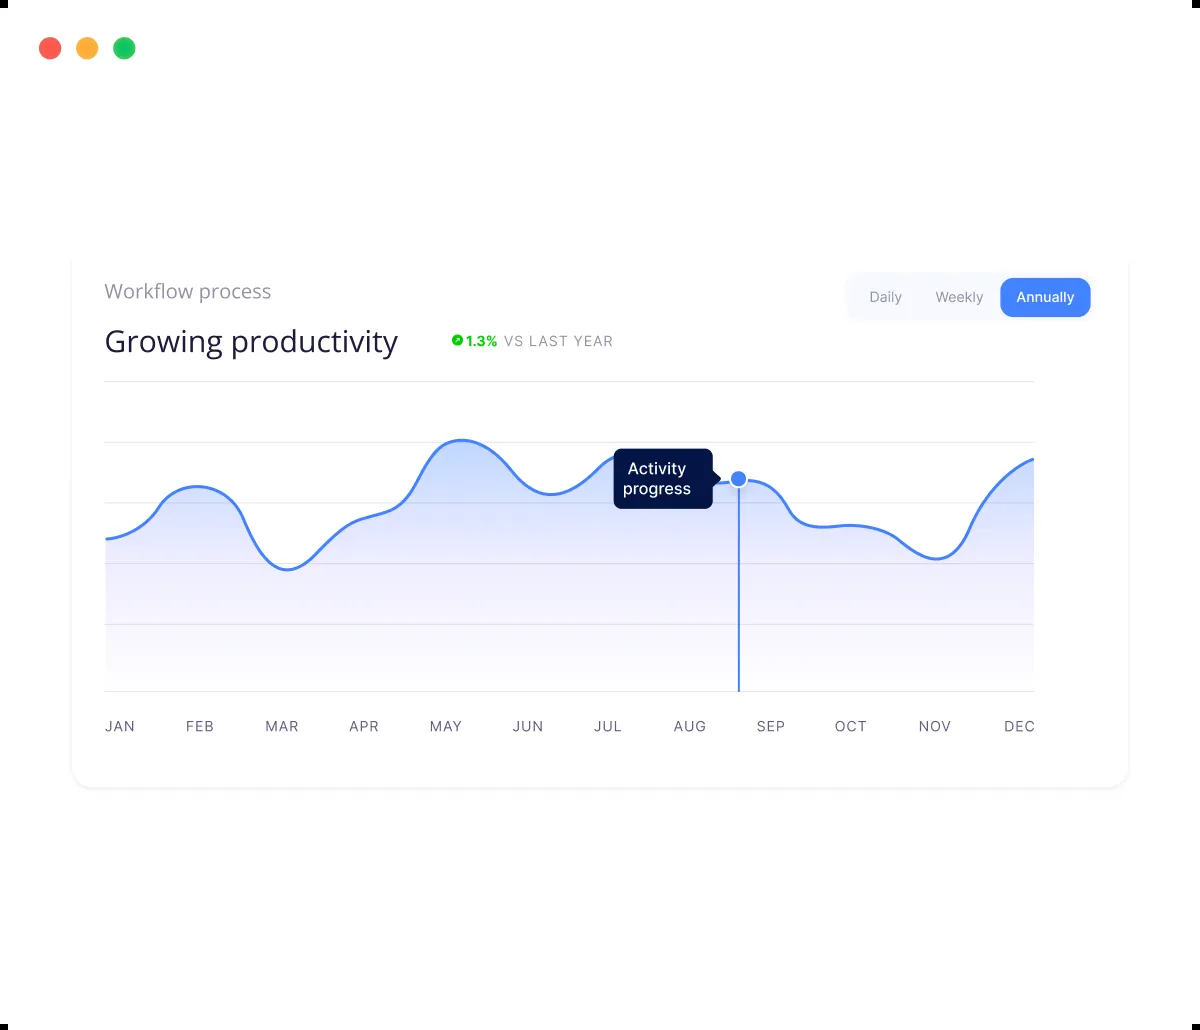 Workflow process
Daily Weekly Annually
Growing productivity 1.3% VS LAST YEAR
Activity
progress
JAN FEB MAR APR MAY JUN JUL AUG SEP OCT NOV DEC